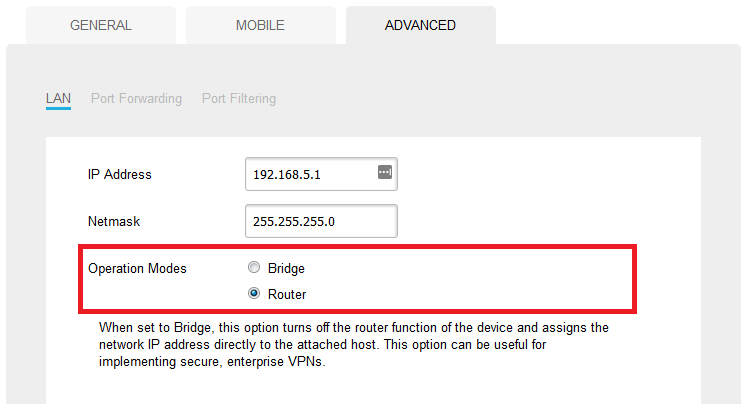 GENERAL MOBILE ADVANCED
LAN Port Forwarding Port Filtering
IP Address 192.168.5.1
Netmask 255.255.255.0
Operation Modes Bridge
Router
When set to Bridge, this option turns off the router function of the device and assigns the
network IP address directly to the attached host. This option can be useful for
implementing secure, enterprise VPNs.